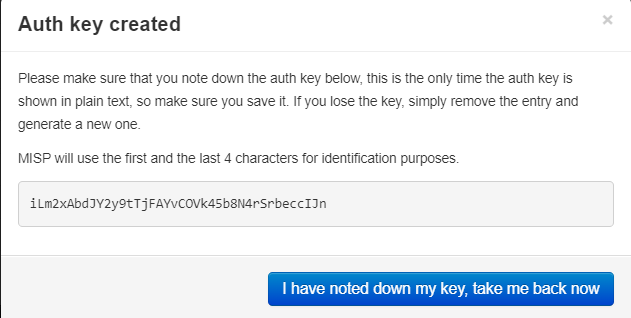 Auth key created
×
Please make sure that you note down the auth key below, this is the only time the auth key is
shown in plain text, so make sure you save it. If you lose the key, simply remove the entry and
generate a new one.
MISP will use the first and the last 4 characters for identification purposes.
iLm2xAbdJY2y9tTjFAYvCOVk45b8N4rSrbeccIJn
I have noted down my key, take me back now